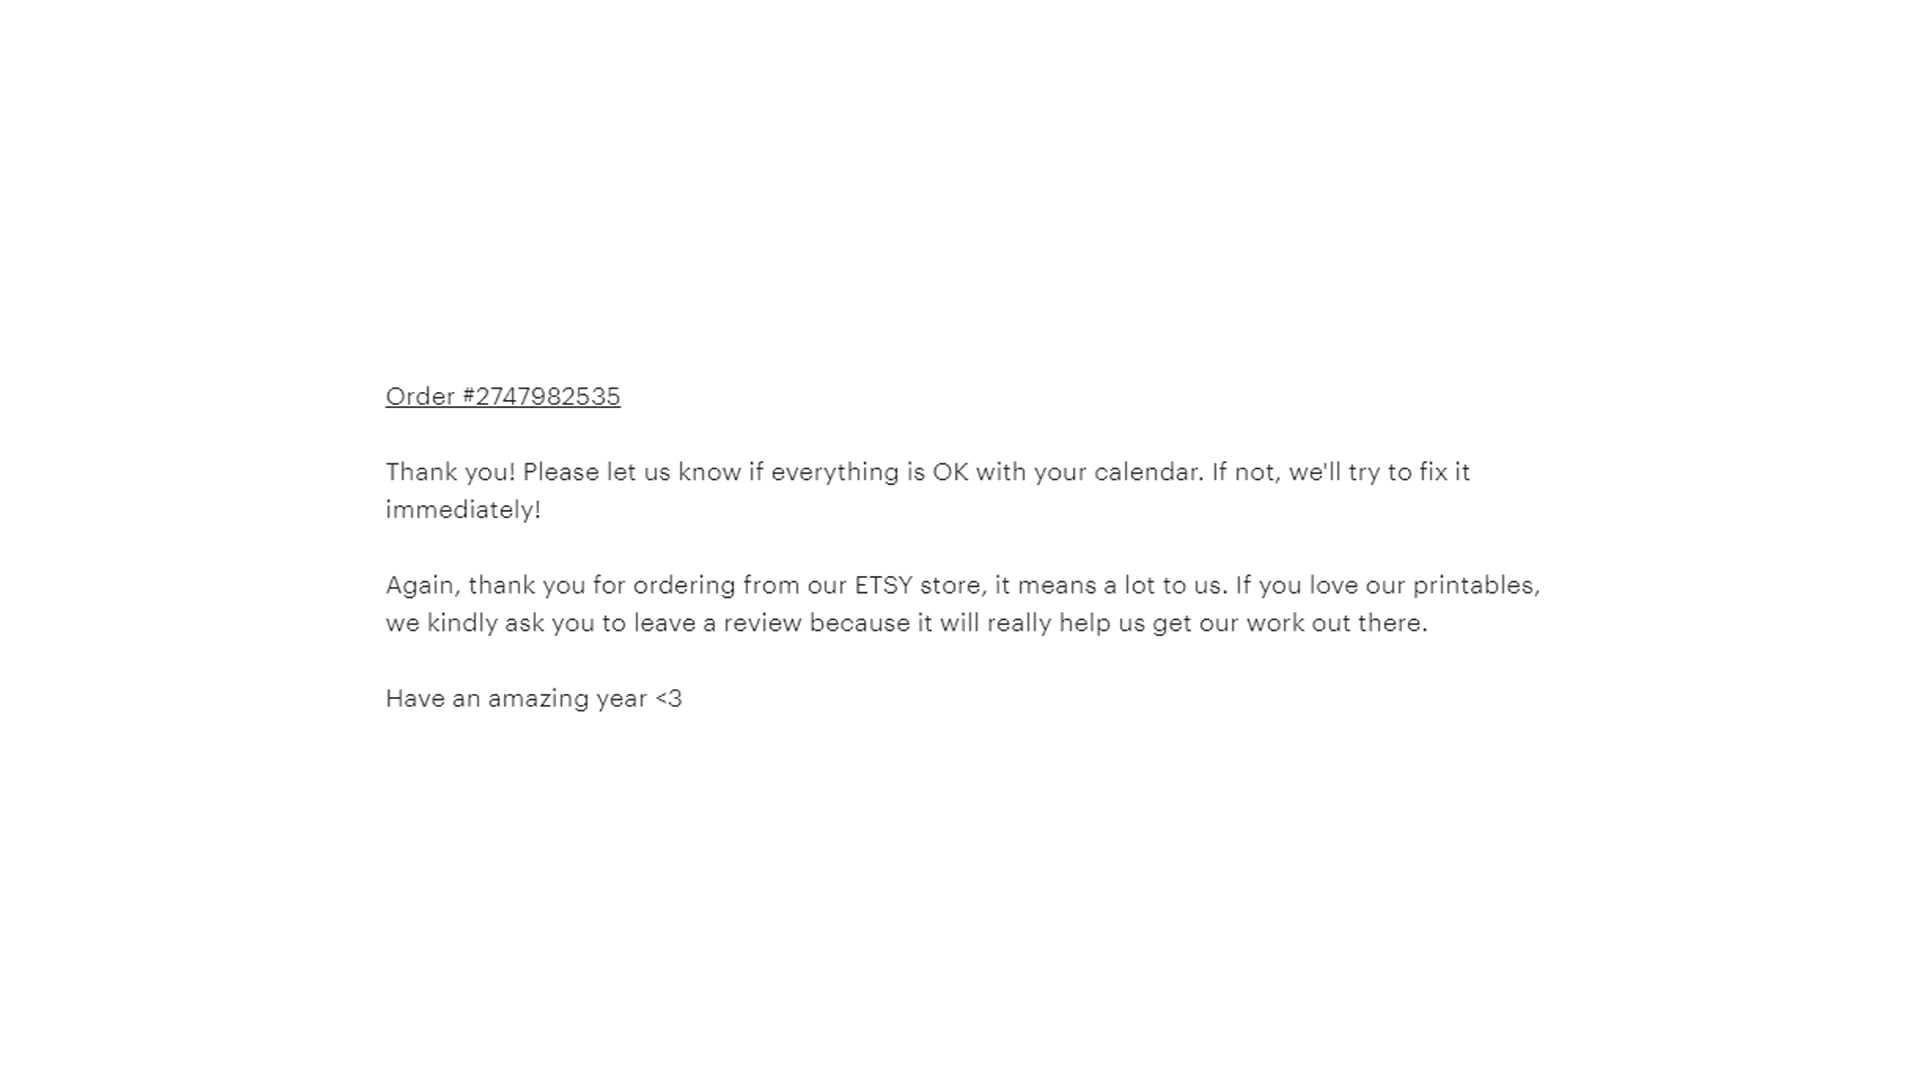 Order #2747982535
Thank you! Please let us know if everything is OK with your calendar. If not, we'll try to fix it
immediately!
Again, thank you for ordering from our ETSY store, it means a lot to us. If you love our printables,
we kindly ask you to leave a review because it will really help us get our work out there.
Have an amazing year <3